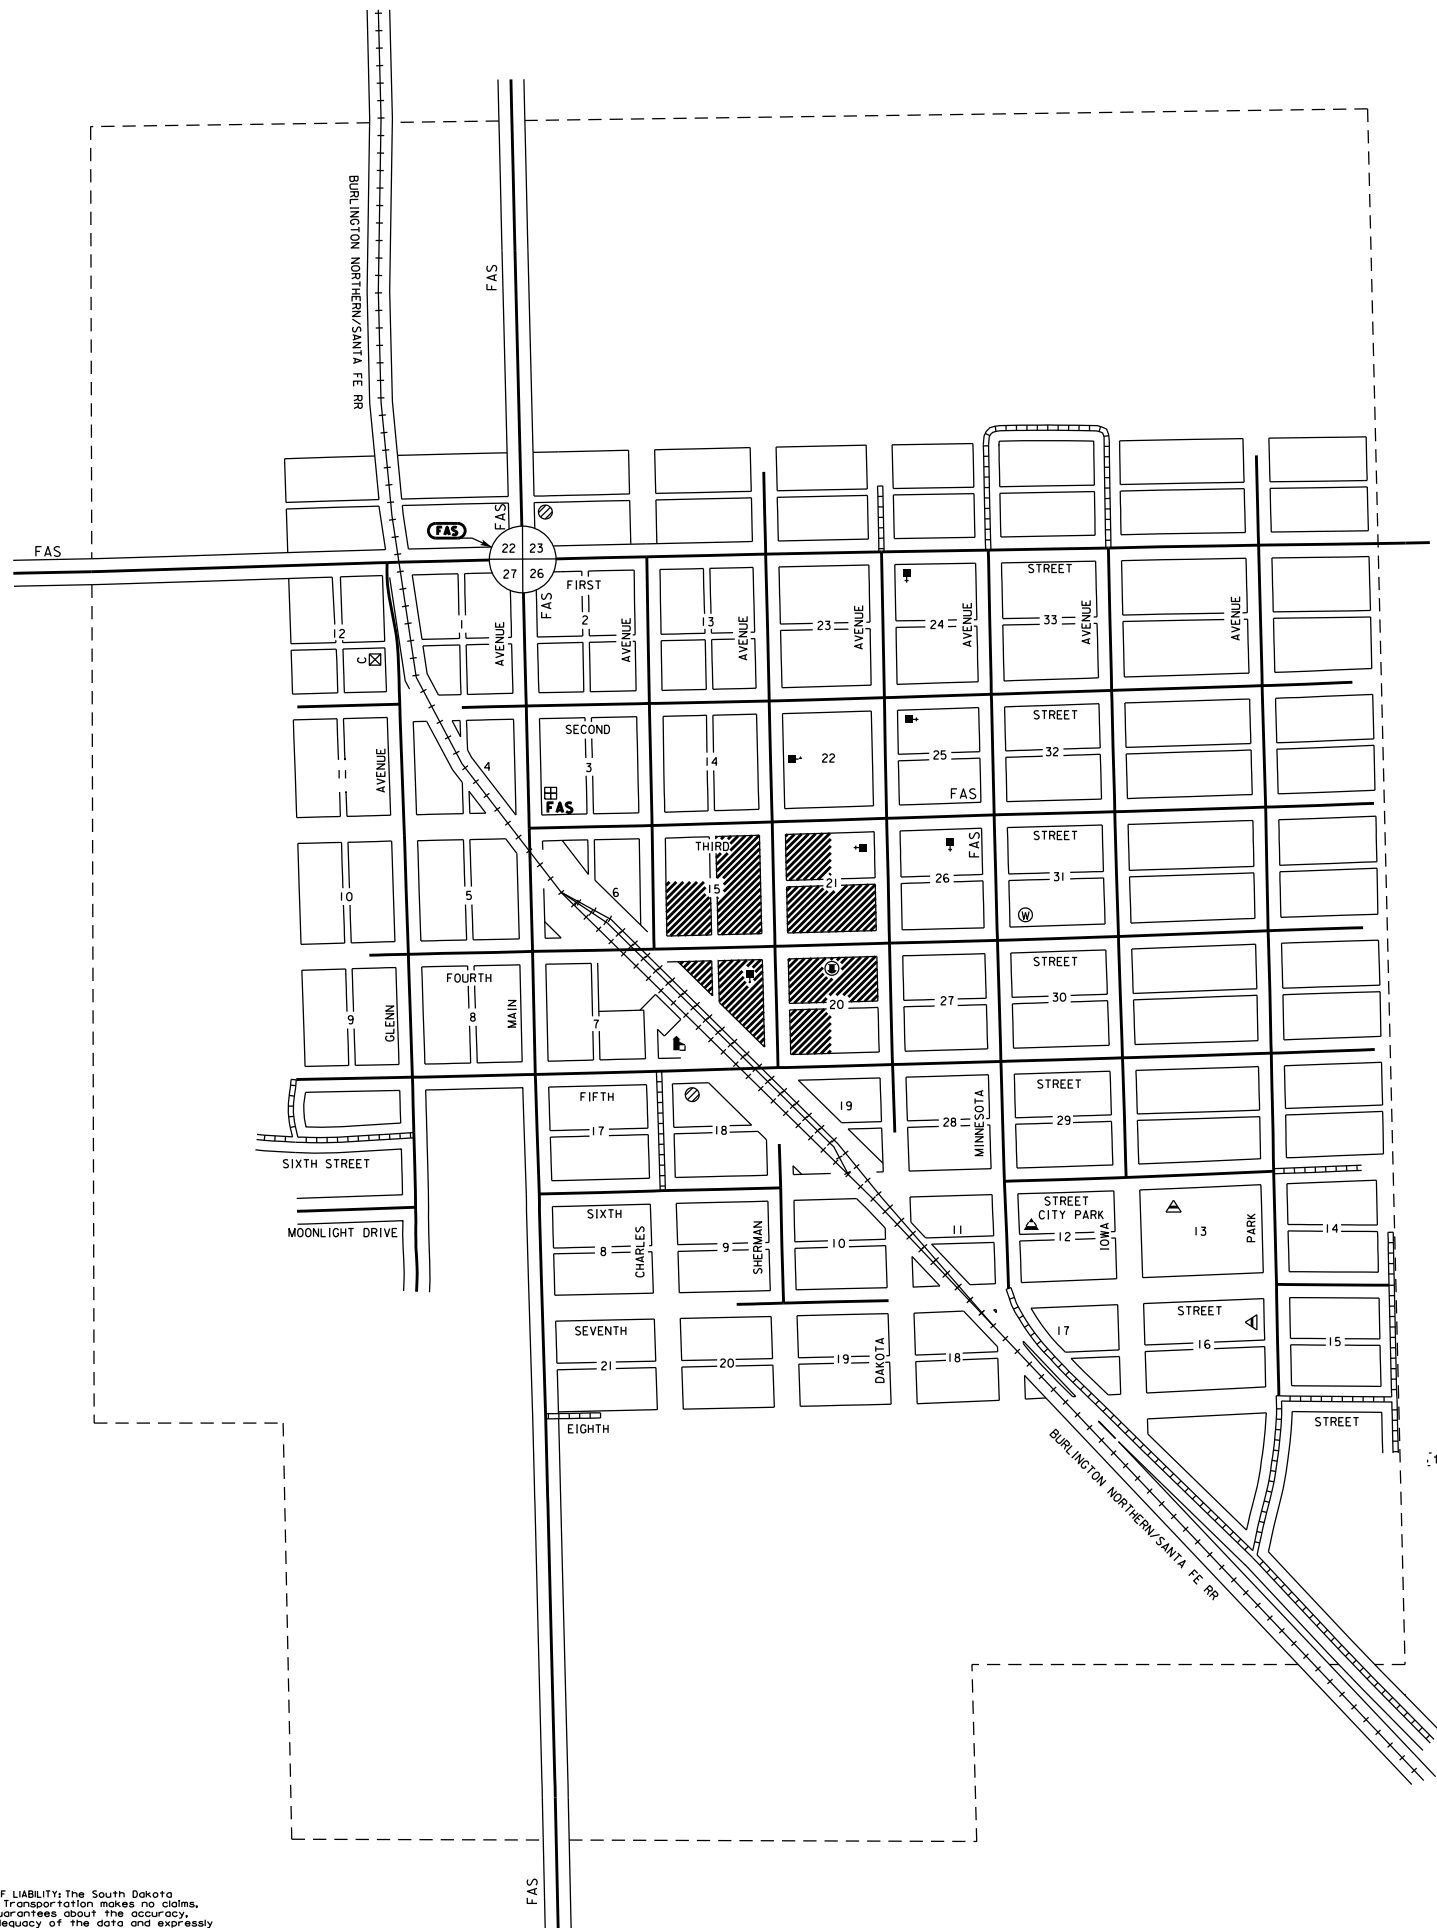 BURLINGTON NORTHERN/SANTA FE RR
FAS
FAS
FAS
FAS
22 23
27 26
FAS
FIRST
STREET
12
1
2
13
23
24
33
AVENUE
AVENUE
AVENUE
AVENUE
AVENUE
AVENUE
AVENUE
C
SECOND
STREET
11
4
3
14
22
25
32
AVENUE
FAS
FAS
THIRD
STREET
FAS
10
5
6
15
21
26
31
W
FOURTH
STREET
9
8
7
20
27
30
GLENN
MAIN
FIFTH
STREET
17
18
19
28
29
MINNESOTA
SIXTH STREET
MOONLIGHT DRIVE
SIXTH
STREET
CITY PARK
8
9
10
11
12
13
14
CHARLES
SHERMAN
IOWA
PARK
SEVENTH
STREET
21
20
19
18
17
16
15
DAKOTA
EIGHTH
STREET
BURLINGTON NORTHERN/SANTA FE RR
FAS
F LIABILITY: The South Dakota
Transportation makes no claims,
uarantees about the accuracy,
lequacy of the data and expressly